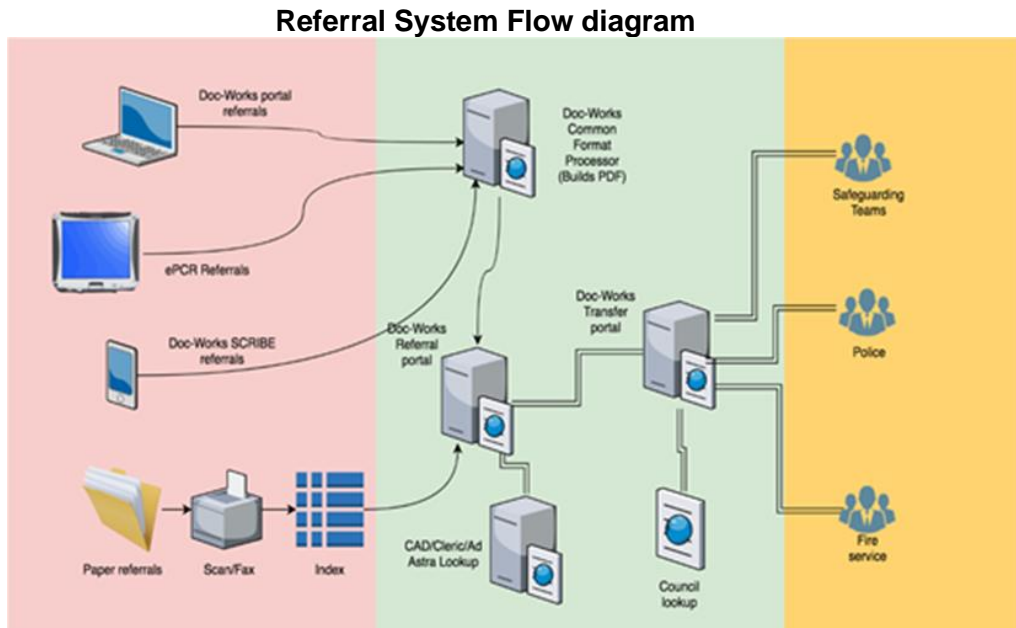 Referral System Flow diagram
Doc-Works portal
referrals
ePCR Referrals
Doc-Works SCRIBE
referrals
Paper referrals
Scan/Fax
Index
Doc-Works
Common
Format
Processor
(Builds PDF)
Doc-Works
Referral
portal
CAD/Cleric/Ad
Astra Lookup
Doc-Works
Transfer
portal
Council
lookup
Safeguarding
Teams
Police
Fire
service